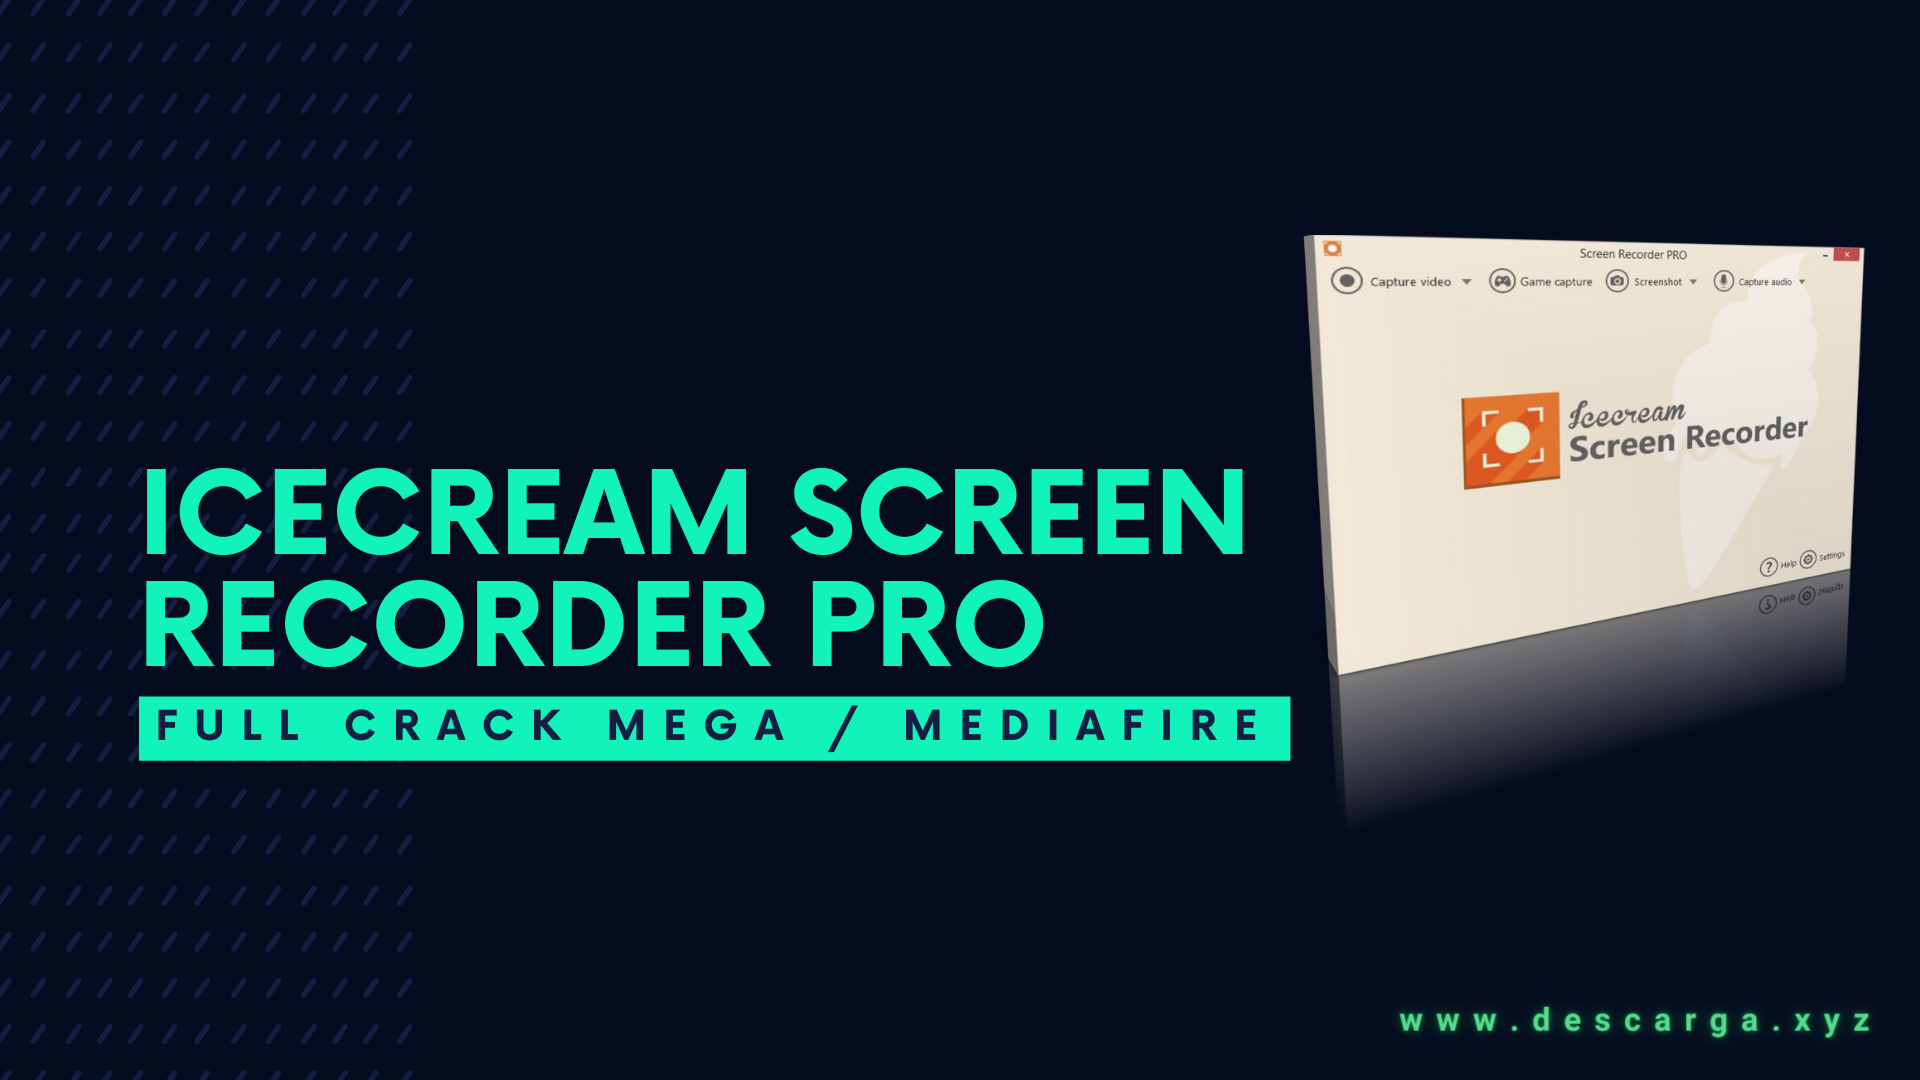 Screen Recorder PRO
Capture video
Game capture
Screenshot
Capture audio
Icecream
Screen Recorder
ICECREAM SCREEN
RECORDER PRO
FULL CRACK MEGA / MEDIAFIRE
Help
Settings
www.descarga.xyz